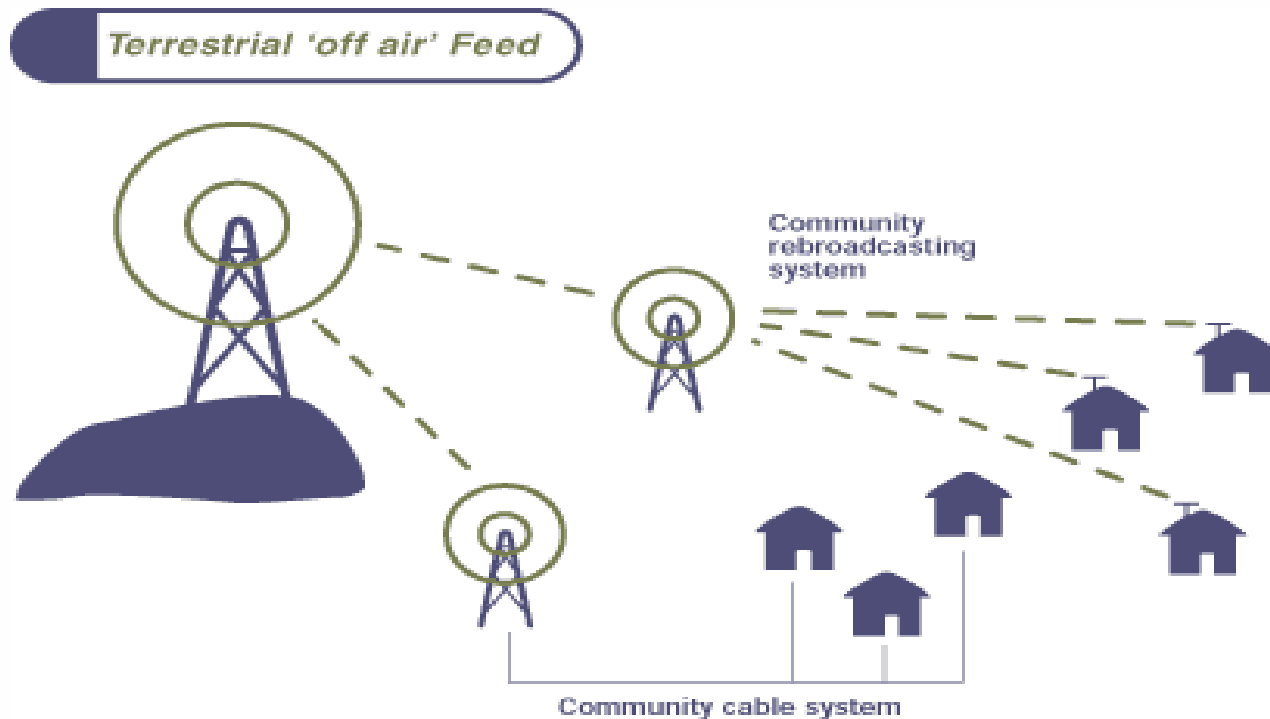 Terrestrial ‘off air’ Feed
Community
rebroadcasting
system
Community cable system